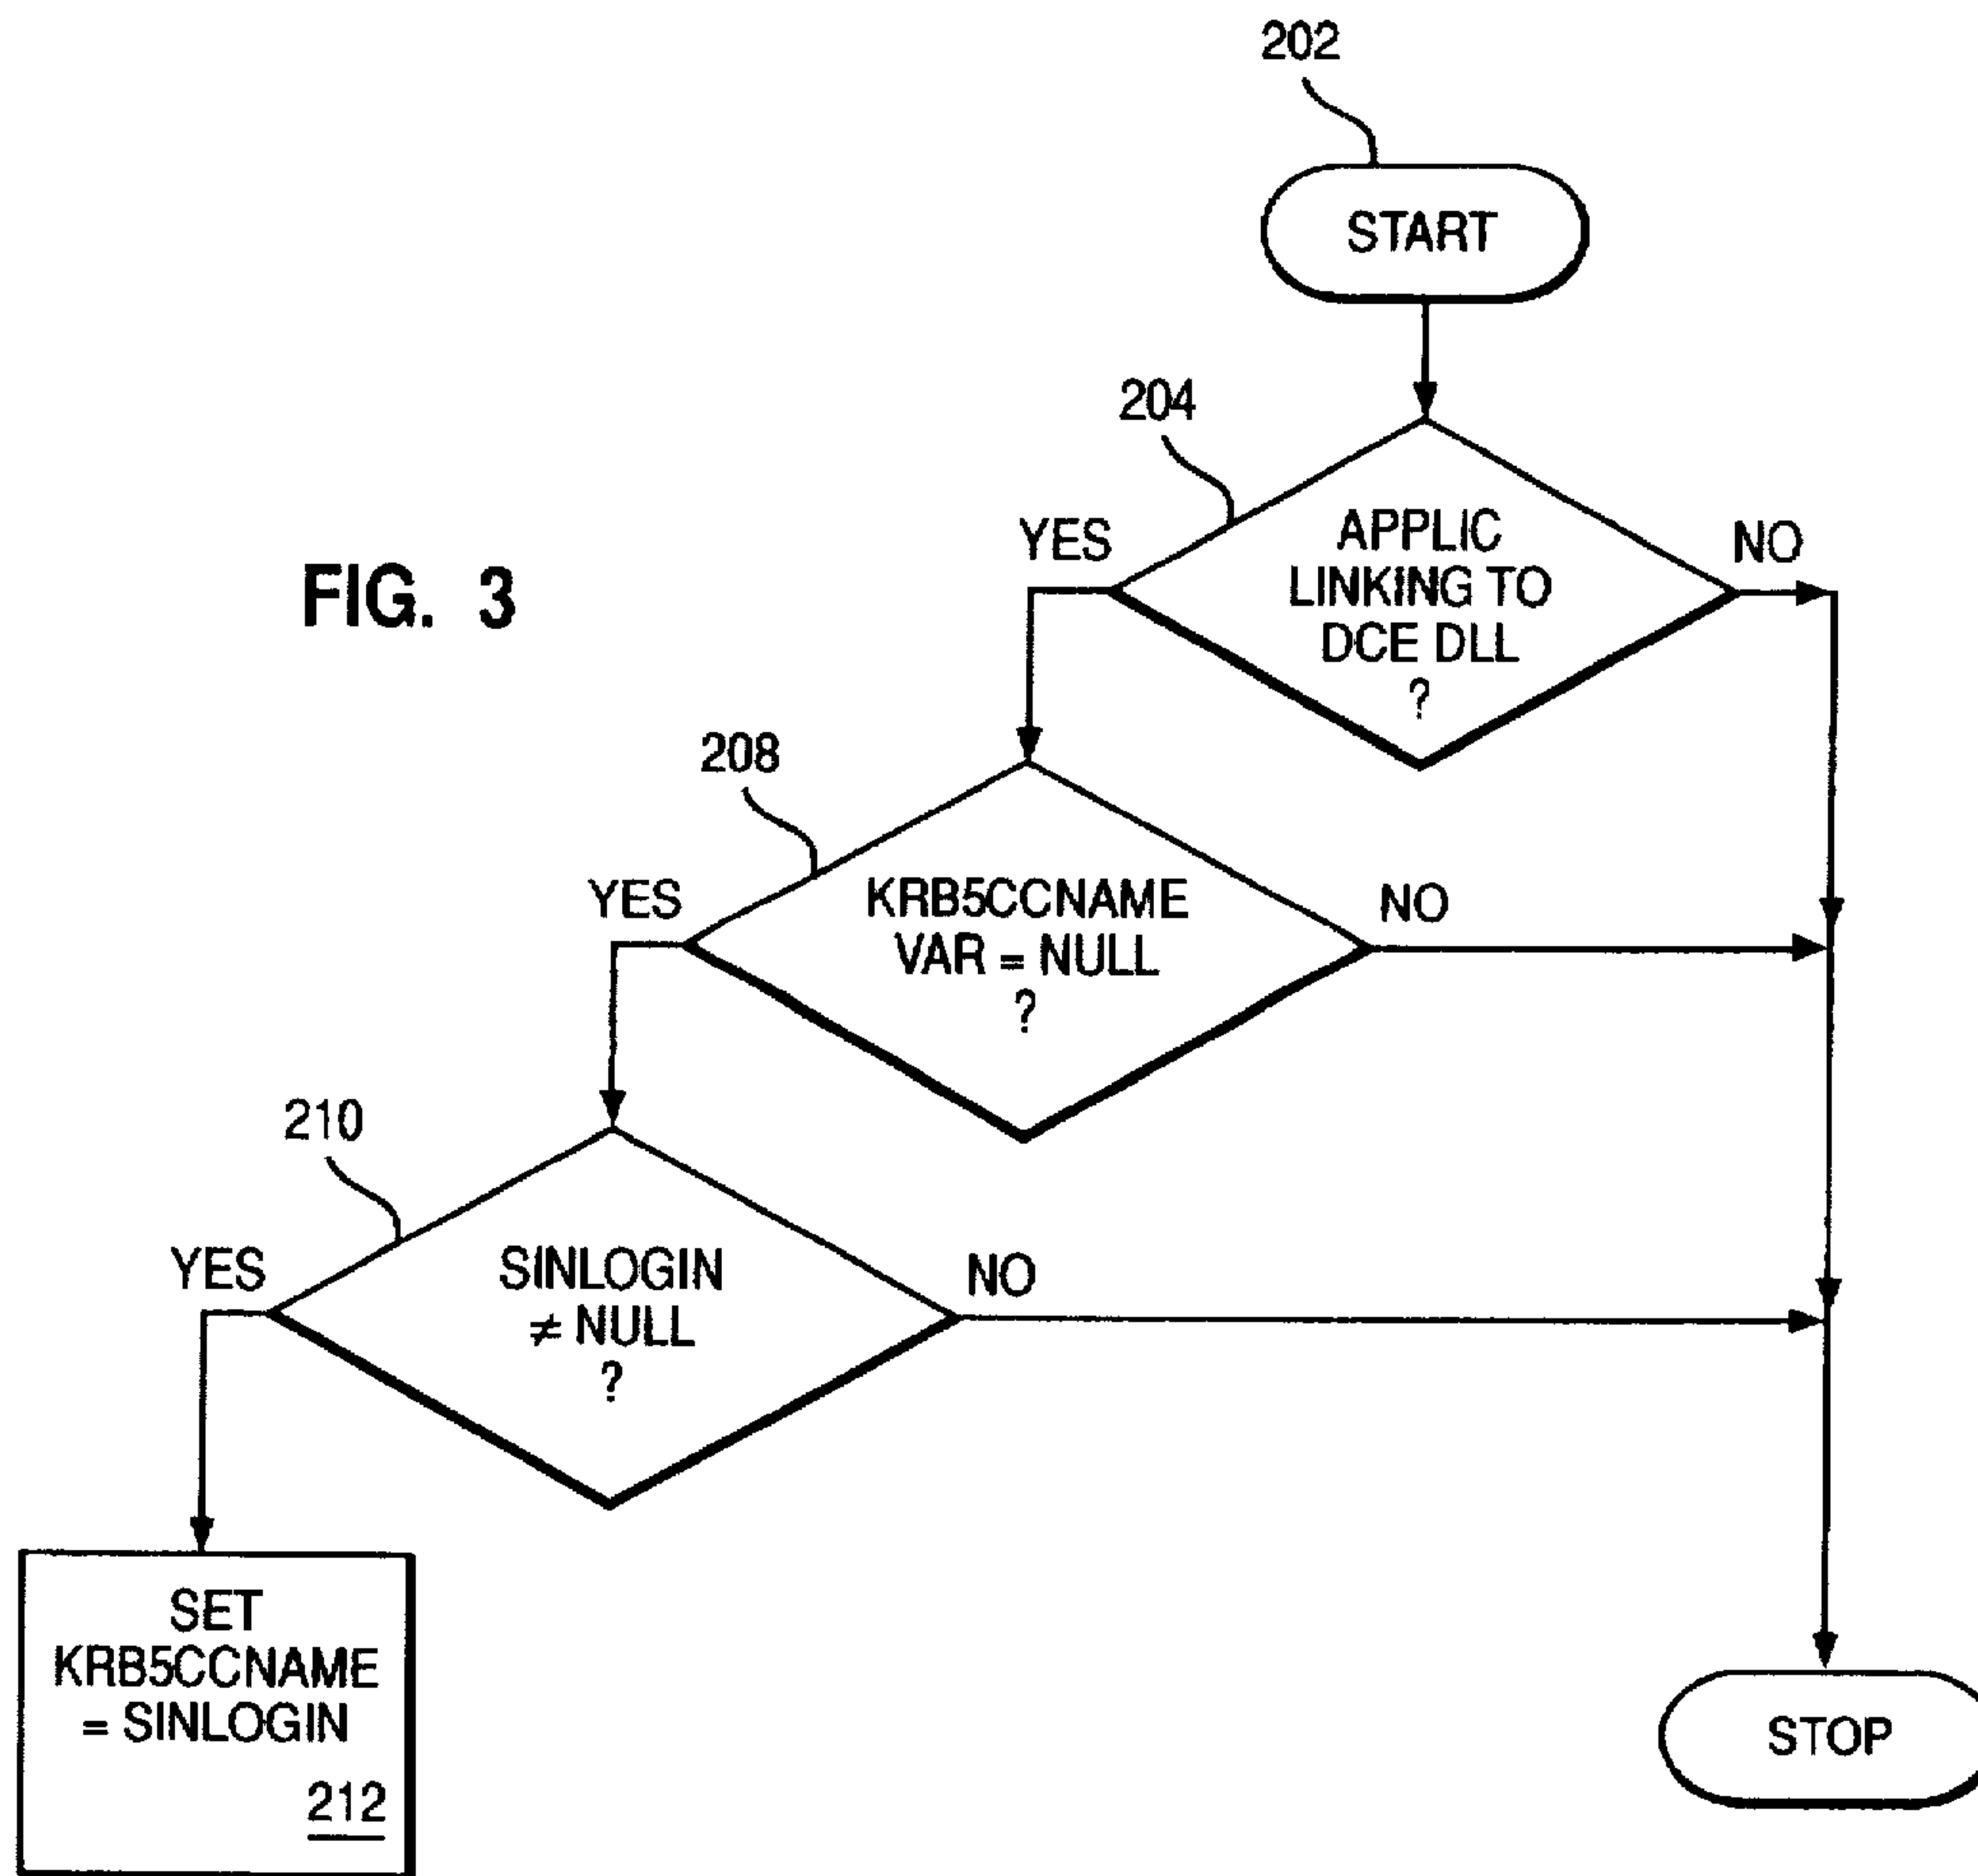 202
START
204
YES
APPLIC
LINKING TO
DCE DLL
?
NO
FIG. 3
208
YES
KRB5CCNAME
VAR = NULL
?
NO
210
YES
SINLOGIN
≠ NULL
?
NO
SET
KRB5CCNAME
= SINLOGIN
212
STOP